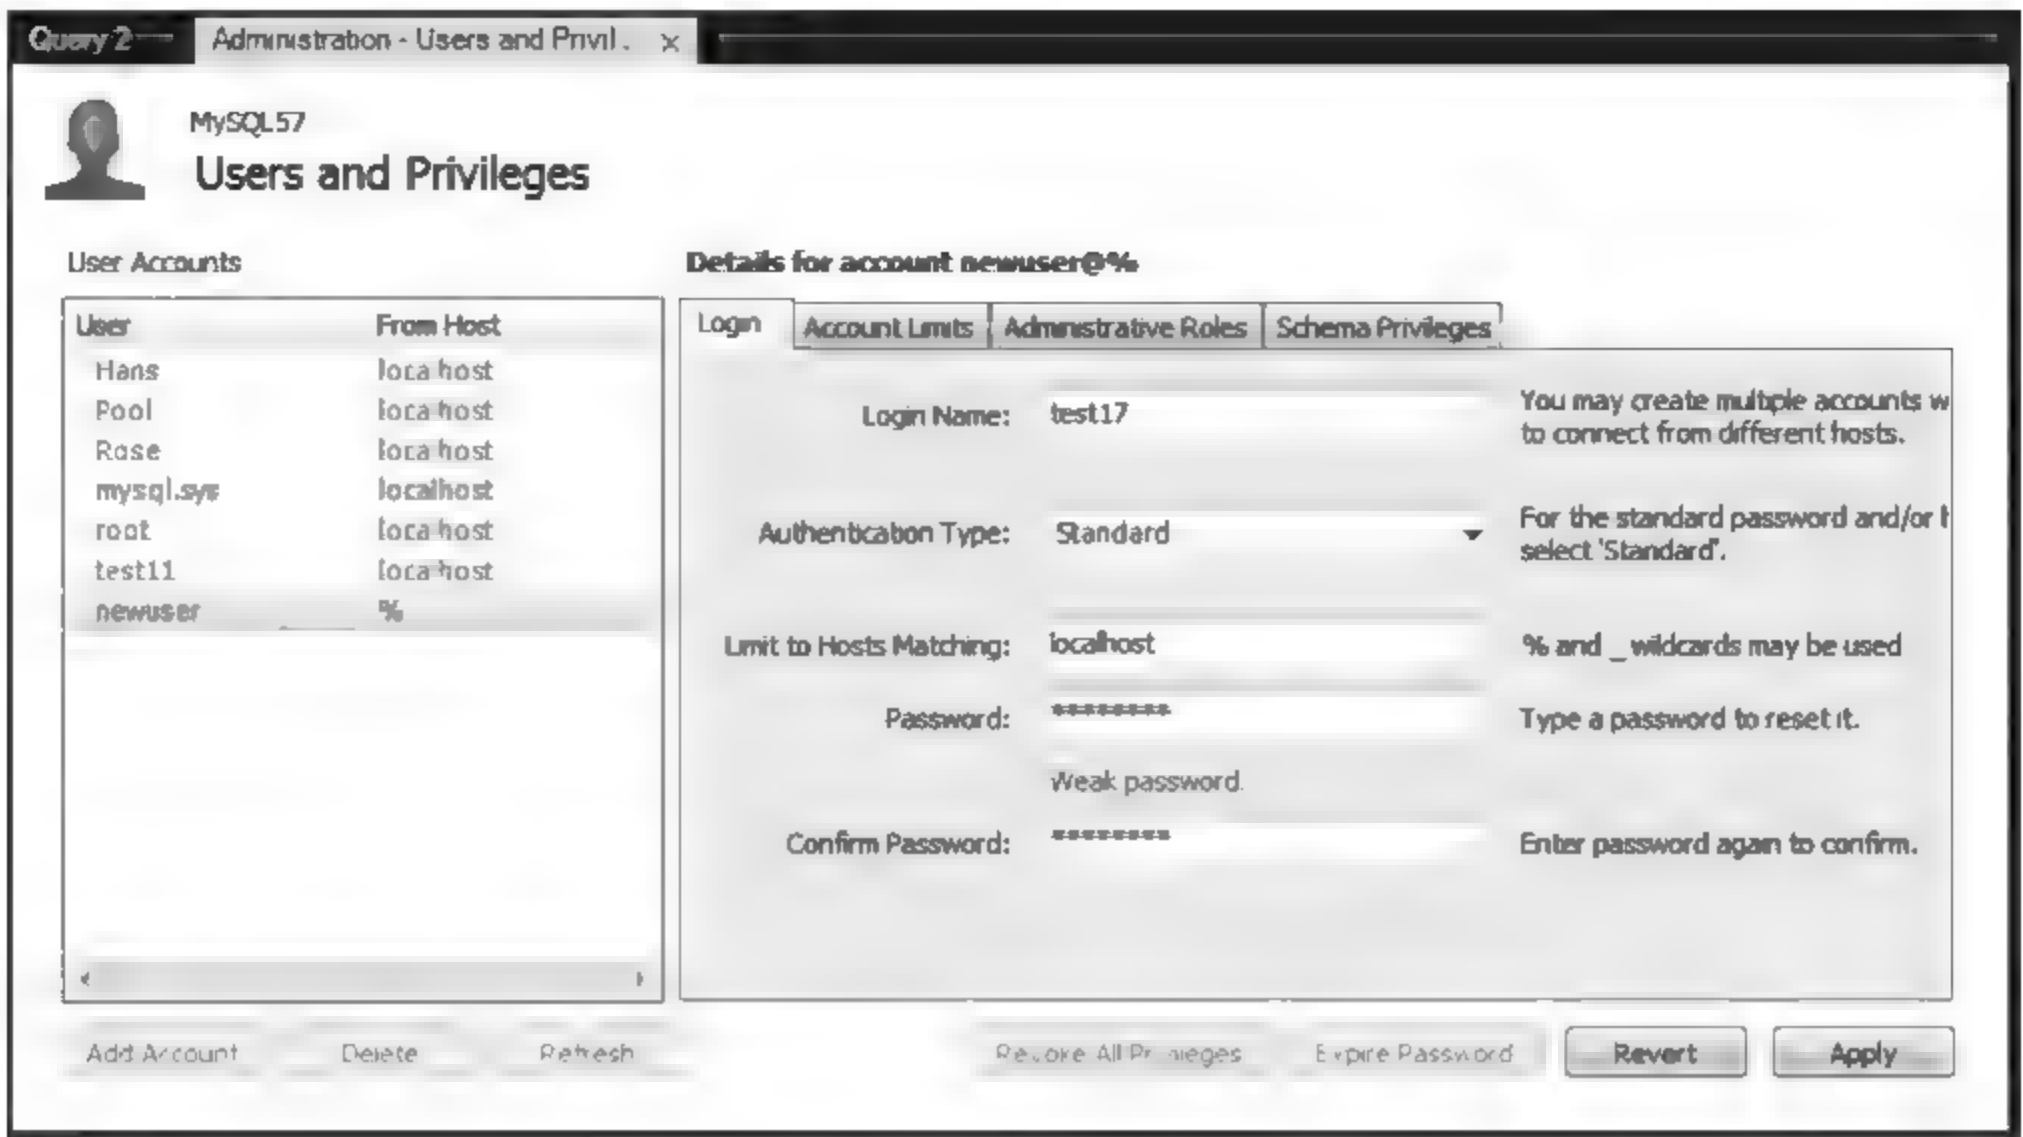 Query 2 Administration - Users and Privil. x
MySQL57
Users and Privileges
User Accounts
Details for account newuser@%
User From Host
Hans localhost
Pool localhost
Rose localhost
mysql.sys localhost
root localhost
test11 localhost
newuser %
Login Account Limits Administrative Roles Schema Privileges
Login Name: test17 You may create multiple accounts w
to connect from different hosts.
Authentication Type: Standard For the standard password and/or h
select 'Standard'.
Limit to Hosts Matching: localhost % and _ wildcards may be used
Password: ******** Type a password to reset it.
Weak password.
Confirm Password: ******** Enter password again to confirm.
Add Account Delete Refresh Revoke All Privileges Expire Password Revert Apply